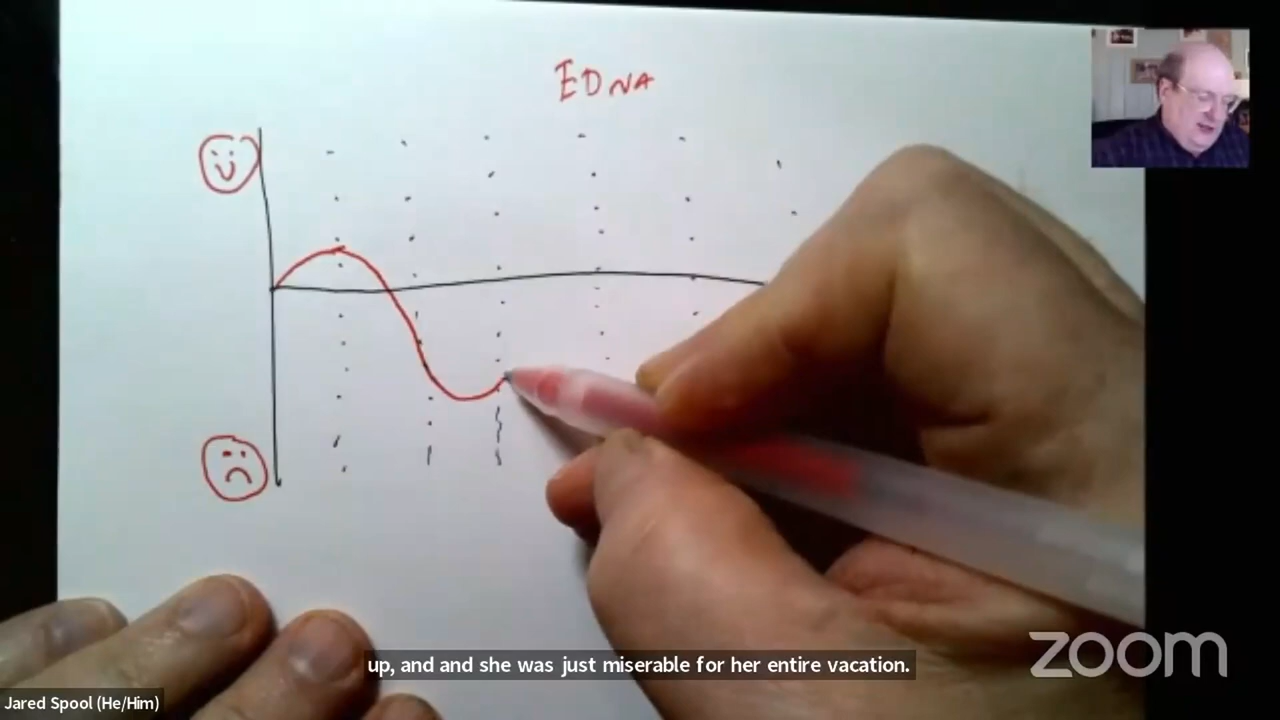 EDNA
up, and and she was just miserable for her entire vacation.
zoom
Jared Spool (He/Him)